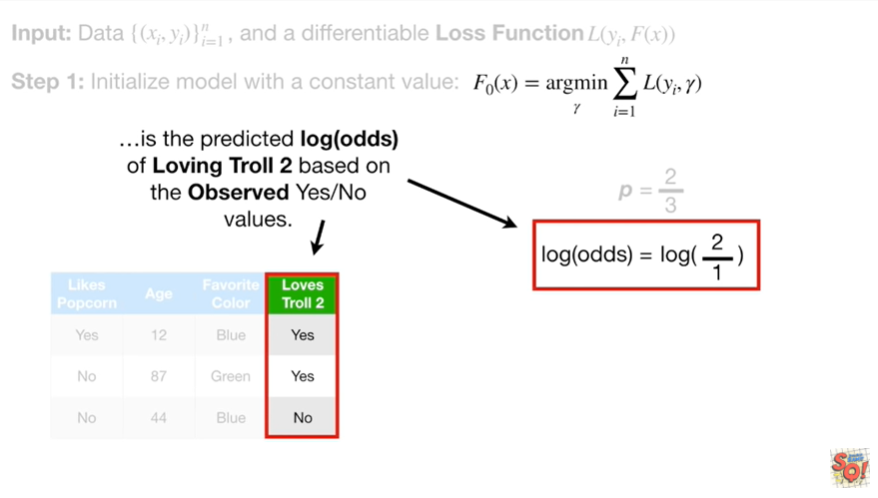 Input: Data {(xᵢ, yᵢ)}ⁿᵢ₌₁, and a differentiable Loss Function L(yᵢ, F(x))
Step 1: Initialize model with a constant value: F₀(x) = argmin γ ∑ i=1 n L(yᵢ, γ)
…is the predicted log(odds)
of Loving Troll 2 based on
the Observed Yes/No
values.
p = 2/3
log(odds) = log( 2/1 )
Likes Popcorn Age Favorite Color Loves Troll 2
Yes 12 Blue Yes
No 87 Green Yes
No 44 Blue No
SQ!